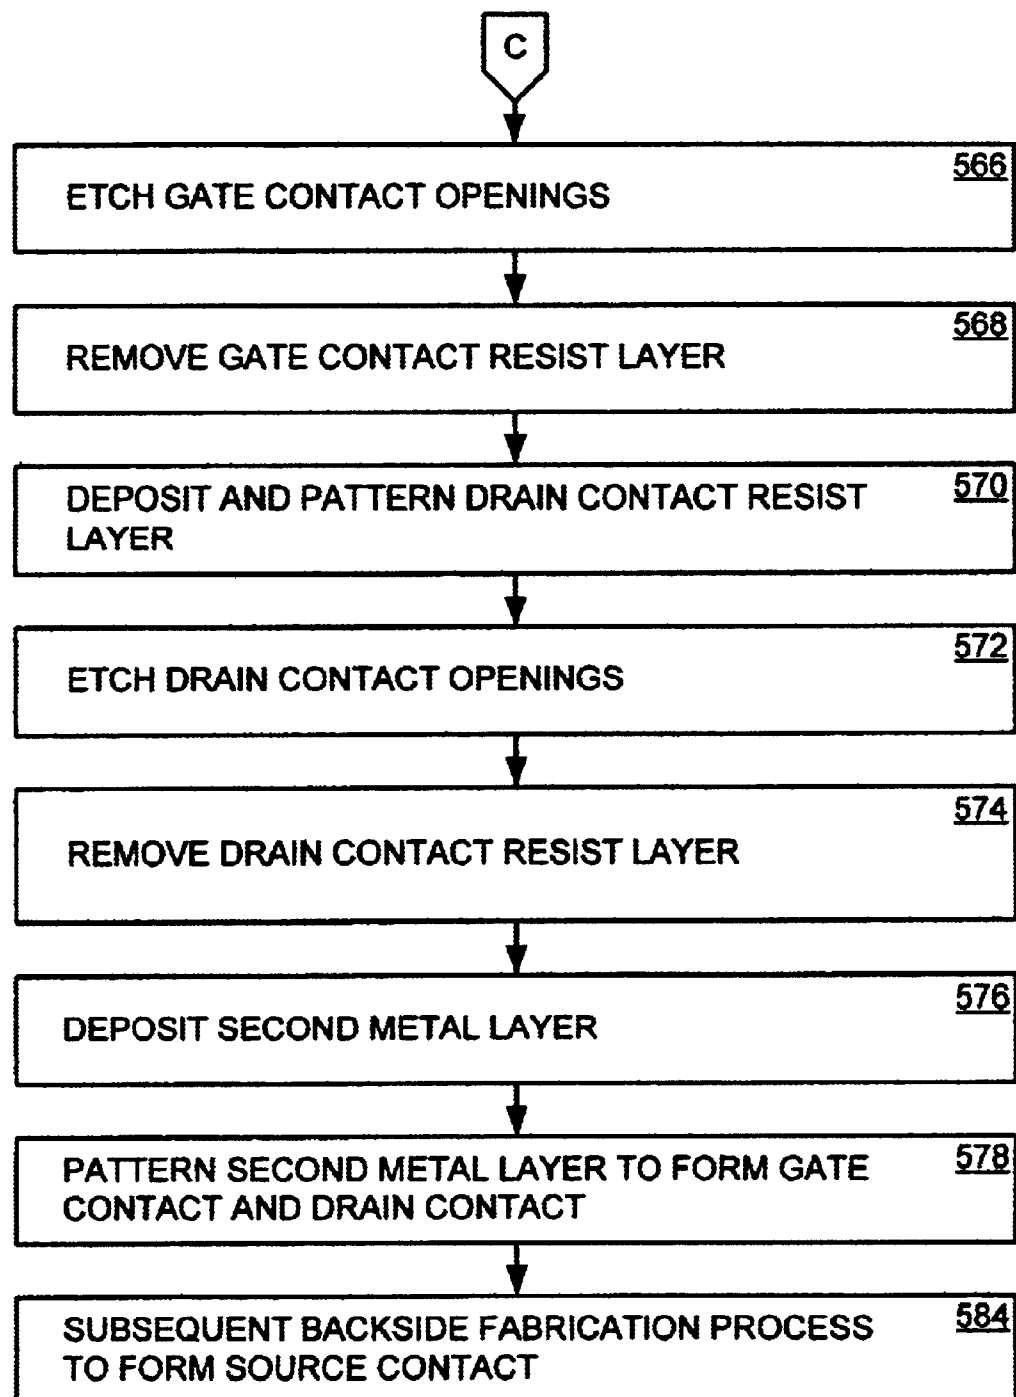 C
566
ETCH GATE CONTACT OPENINGS
568
REMOVE GATE CONTACT RESIST LAYER
570
DEPOSIT AND PATTERN DRAIN CONTACT RESIST
LAYER
572
ETCH DRAIN CONTACT OPENINGS
574
REMOVE DRAIN CONTACT RESIST LAYER
576
DEPOSIT SECOND METAL LAYER
578
PATTERN SECOND METAL LAYER TO FORM GATE
CONTACT AND DRAIN CONTACT
584
SUBSEQUENT BACKSIDE FABRICATION PROCESS
TO FORM SOURCE CONTACT